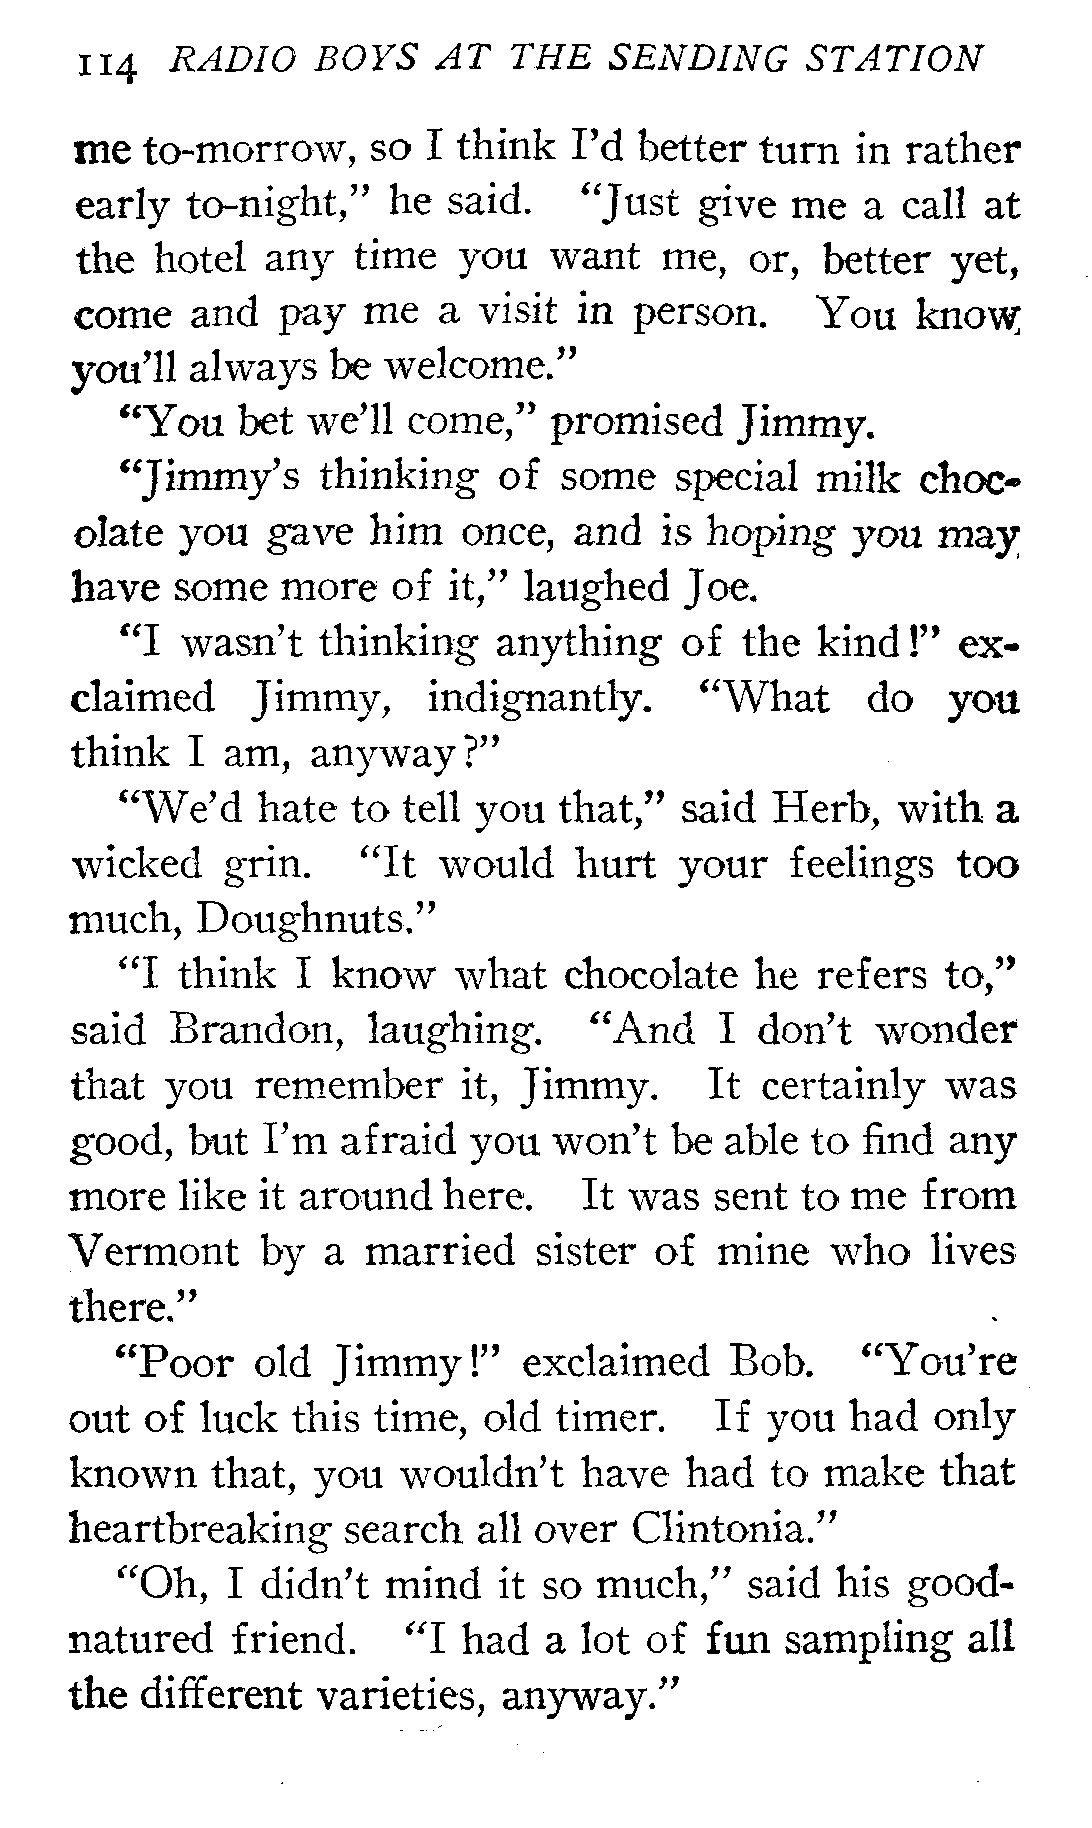 114 RADIO BOYS AT THE SENDING STATION
me to-morrow, so I think I'd better turn in rather
early to-night," he said. "Just give me a call at
the hotel any time you want me, or, better yet,
come and pay me a visit in person. You know
you'll always be welcome."
"You bet we'll come," promised Jimmy.
"Jimmy's thinking of some special milk choc-
olate you gave him once, and is hoping you may
have some more of it," laughed Joe.
"I wasn't thinking anything of the kind!" ex-
claimed Jimmy, indignantly. "What do you
think I am, anyway?"
"We'd hate to tell you that," said Herb, with a
wicked grin. "It would hurt your feelings too
much, Doughnuts."
"I think I know what chocolate he refers to,"
said Brandon, laughing. "And I don't wonder
that you remember it, Jimmy. It certainly was
good, but I'm afraid you won't be able to find any
more like it around here. It was sent to me from
Vermont by a married sister of mine who lives
there."
"Poor old Jimmy!" exclaimed Bob. "You're
out of luck this time, old timer. If you had only
known that, you wouldn't have had to make that
heartbreaking search all over Clintonia."
"Oh, I didn't mind it so much," said his good-
natured friend. "I had a lot of fun sampling all
the different varieties, anyway."